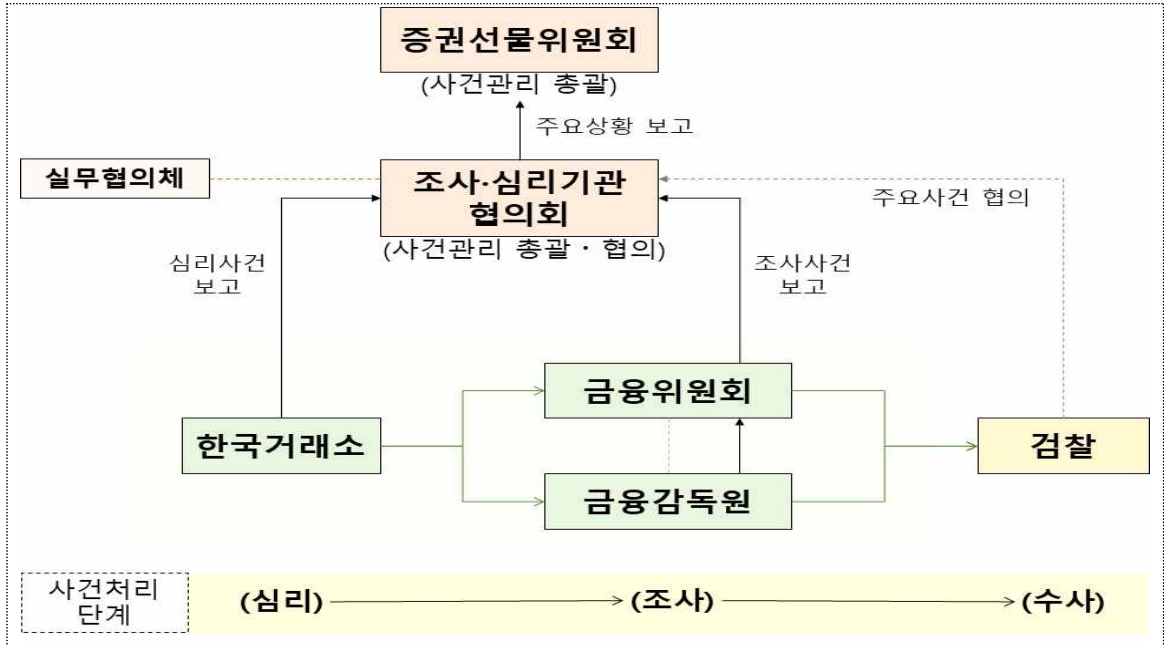 증권선물위원회
(사건관리 총괄)
주요상황 보고
실무협의체
조사·심리기관
협의회
(사건관리 총괄·협의)
주요사건 협의
심리사건
보고
조사사건
보고
금융위원회
한국거래소
검찰
금융감독원
사건처리
단계
(심리)
(조사)
(수사)